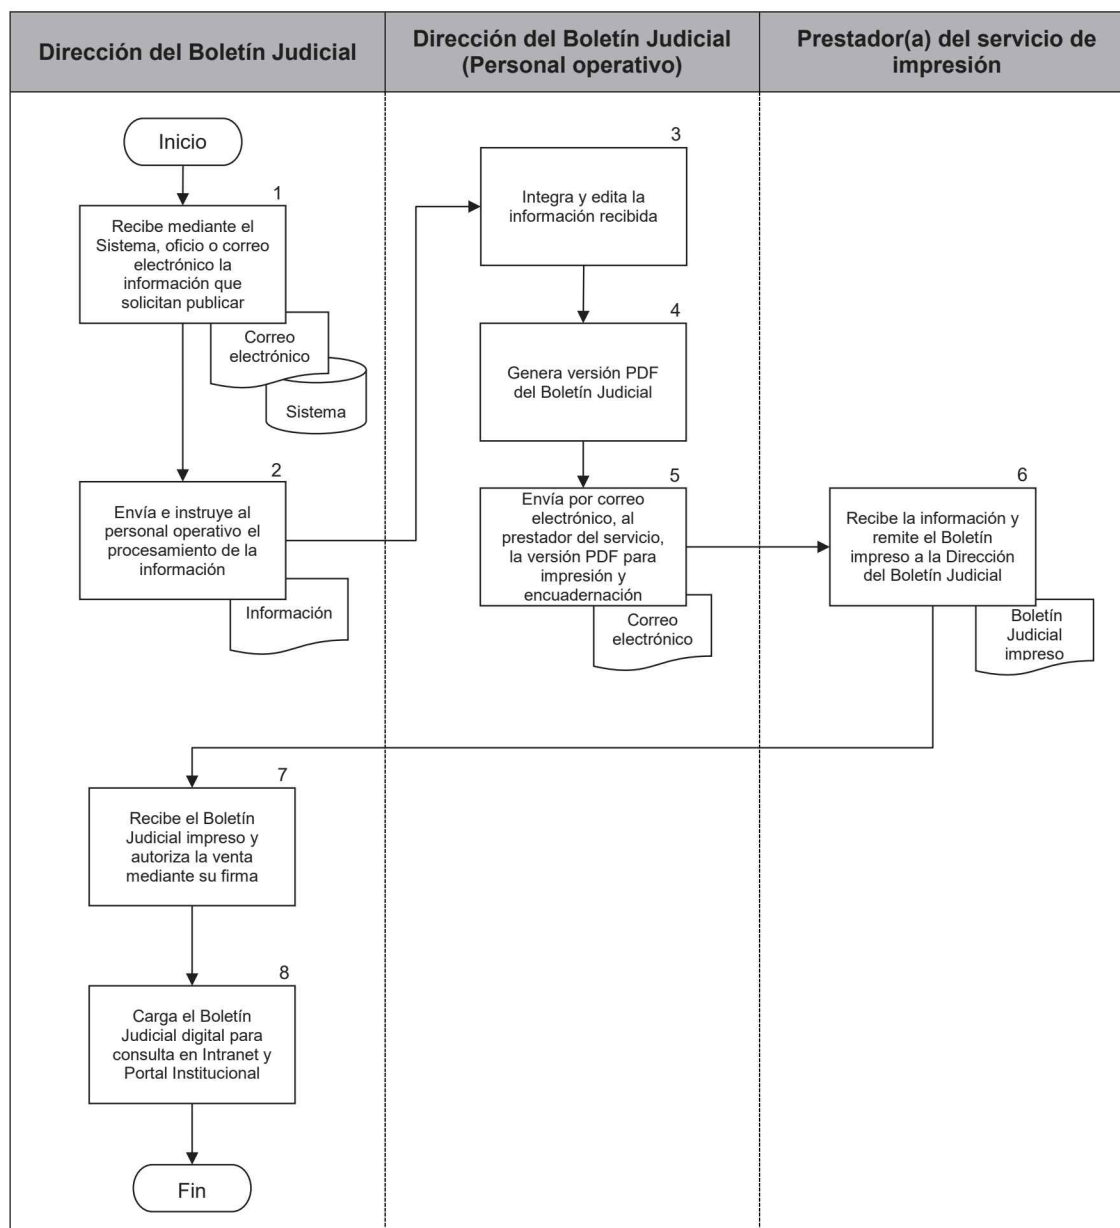 Dirección del Boletín Judicial
Dirección del Boletín Judicial
(Personal operativo)
Prestador(a) del servicio de
impresión
Inicio
1
Recibe mediante el
Sistema, oficio o correo
electrónico la
información que
solicitan publicar
Correo
electrónico
Sistema
2
Envía e instruye al
personal operativo el
procesamiento de la
información
Información
3
Integra y edita la
información recibida
4
Genera versión PDF
del Boletín Judicial
5
Envía por correo
electrónico, al
prestador del servicio,
la versión PDF para
impresión y
encuadernación
Correo
electrónico
6
Recibe la información y
remite el Boletín
impreso a la Dirección
del Boletín Judicial
Boletín
Judicial
impreso
7
Recibe el Boletín
Judicial impreso y
autoriza la venta
mediante su firma
8
Carga el Boletín
Judicial digital para
consulta en Intranet y
Portal Institucional
Fin